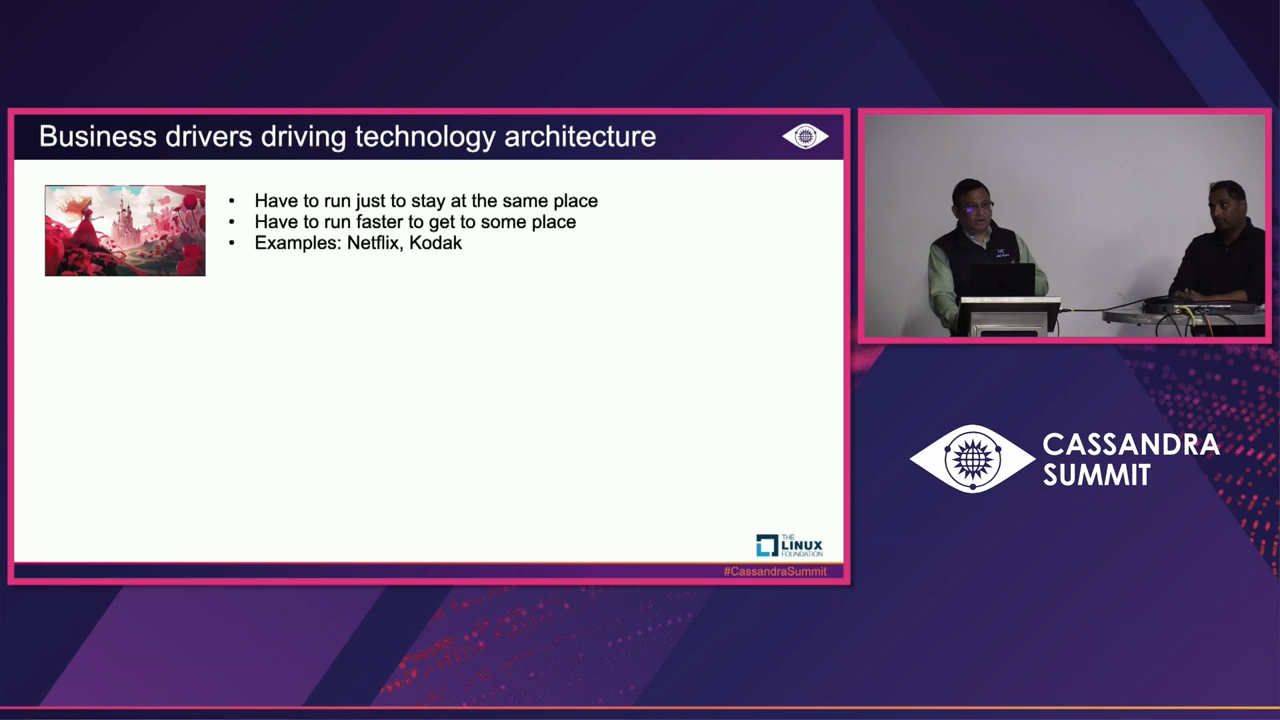 Business drivers driving technology architecture
• Have to run just to stay at the same place
• Have to run faster to get to some place
• Examples: Netflix, Kodak
THE
LINUX
FOUNDATION
#CassandraSummit
CASSANDRA
SUMMIT